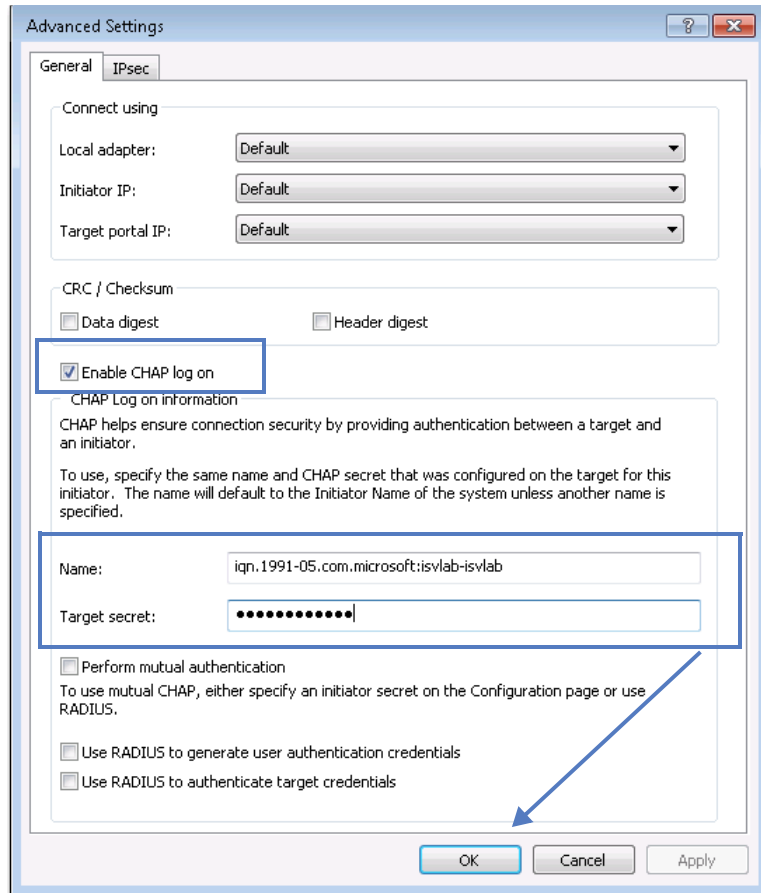 Advanced Settings
General
IPsec
Connect using
Local adapter:
Default
Initiator IP:
Default
Target portal IP:
Default
CRC / Checksum
Data digest
Header digest
Enable CHAP log on
CHAP Log on information
CHAP helps ensure connection security by providing authentication between a target and
an initiator.
To use, specify the same name and CHAP secret that was configured on the target for this
initiator. The name will default to the Initiator Name of the system unless another name is
specified.
Name:
iqn.1991-05.com.microsoft:isvlab-isvlab
Target secret:
●●●●●●●●●●●●
Perform mutual authentication
To use mutual CHAP, either specify an initiator secret on the Configuration page or use
RADIUS.
Use RADIUS to generate user authentication credentials
Use RADIUS to authenticate target credentials
OK
Cancel
Apply